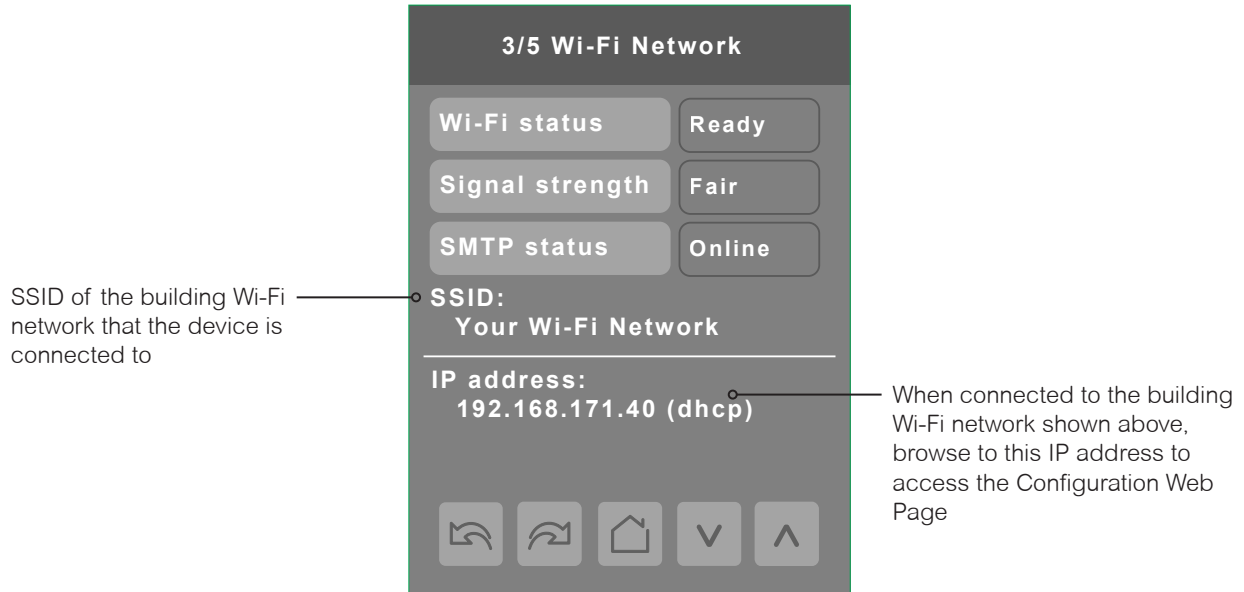 3/5 Wi-Fi Network
Wi-Fi status
Ready
Signal strength
Fair
SMTP status
Online
SSID:
Your Wi-Fi Network
IP address:
192.168.171.40 (dhcp)
SSID of the building Wi-Fi
network that the device is
connected to
When connected to the building
Wi-Fi network shown above,
browse to this IP address to
access the Configuration Web
Page